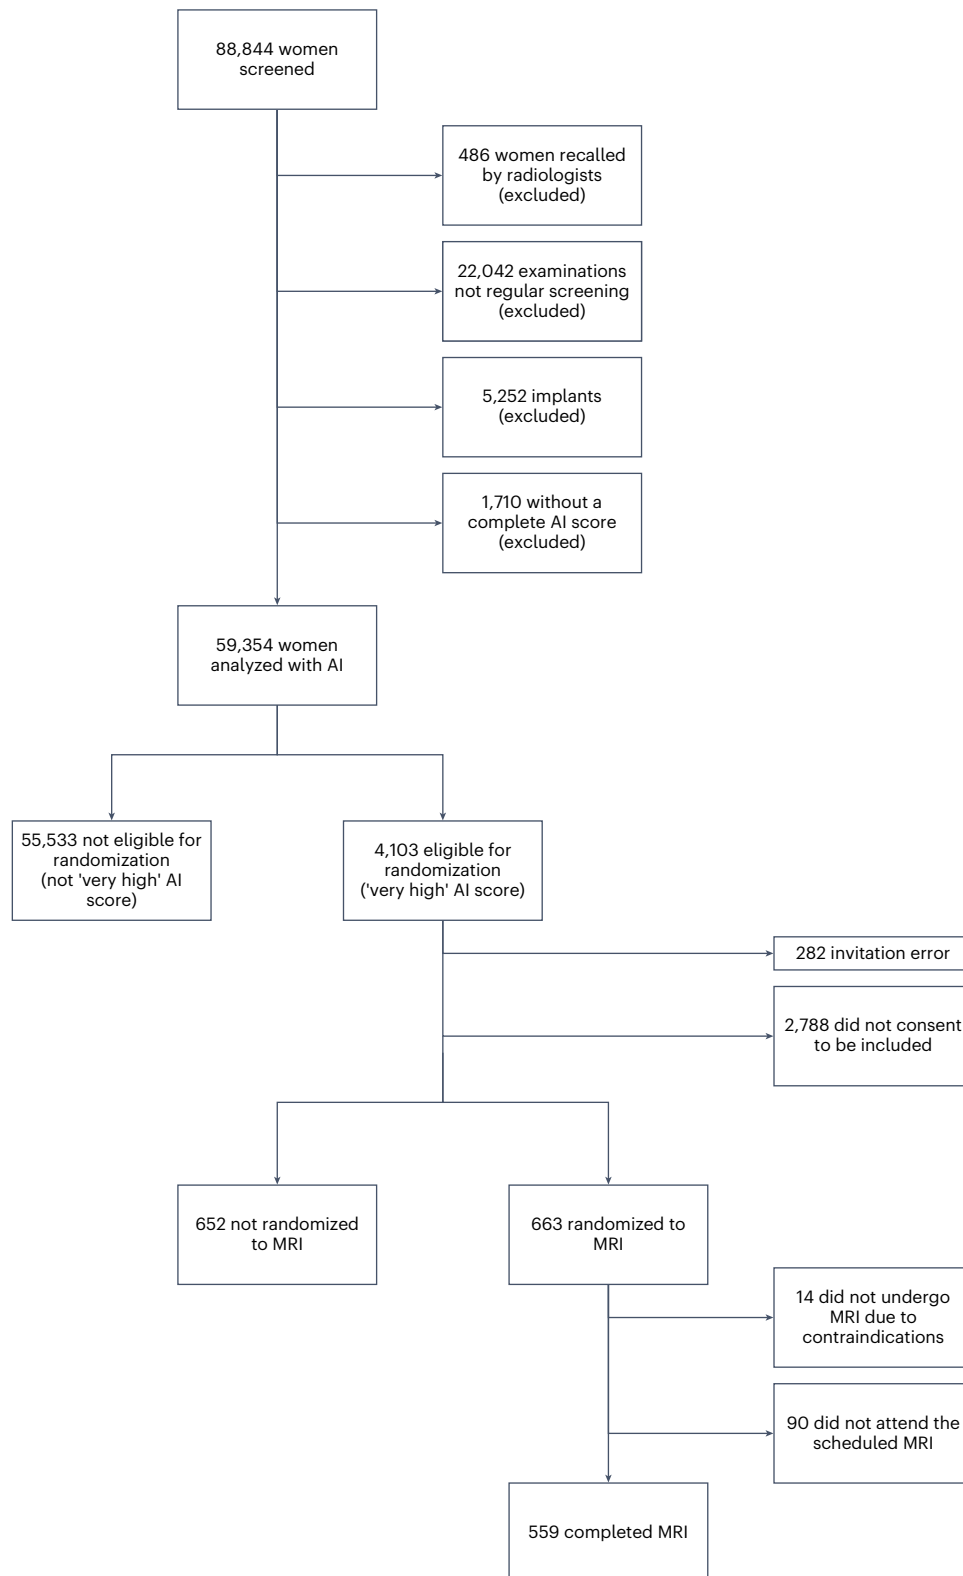 88,844 women
screened
486 women recalled
by radiologists
(excluded)
22,042 examinations
not regular screening
(excluded)
5,252 implants
(excluded)
1,710 without a
complete AI score
(excluded)
59,354 women
analyzed with AI
55,533 not eligible for
randomization
(not 'very high' AI
score)
4,103 eligible for
randomization
('very high' AI score)
282 invitation error
2,788 did not consent
to be included
652 not randomized
to MRI
663 randomized to
MRI
14 did not undergo
MRI due to
contraindications
90 did not attend the
scheduled MRI
559 completed MRI